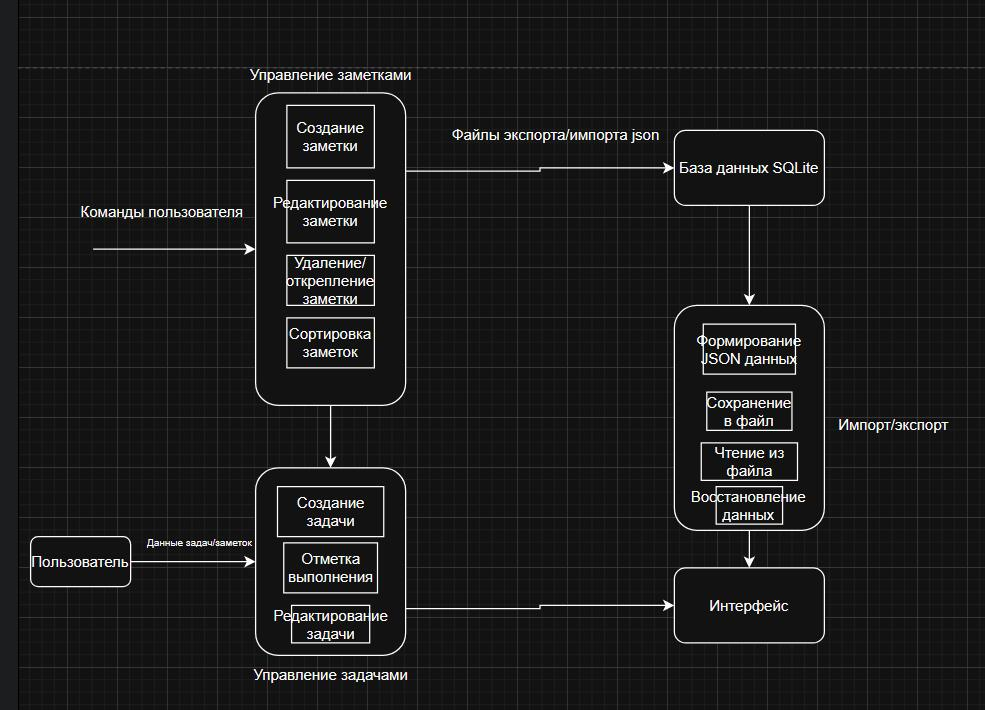 Управление заметками
Создание
заметки
Редактирование
заметки
Удаление/
открепление
заметки
Сортировка
заметок
Команды пользователя
Файлы экспорта/импорта json
База данных SQLite
Формирование
JSON данных
Сохранение
в файл
Чтение из
файла
Восстановление
данных
Импорт/экспорт
Пользователь
Данные задач/заметок
Создание
задачи
Отметка
выполнения
Редактирование
задачи
Управление задачами
Интерфейс